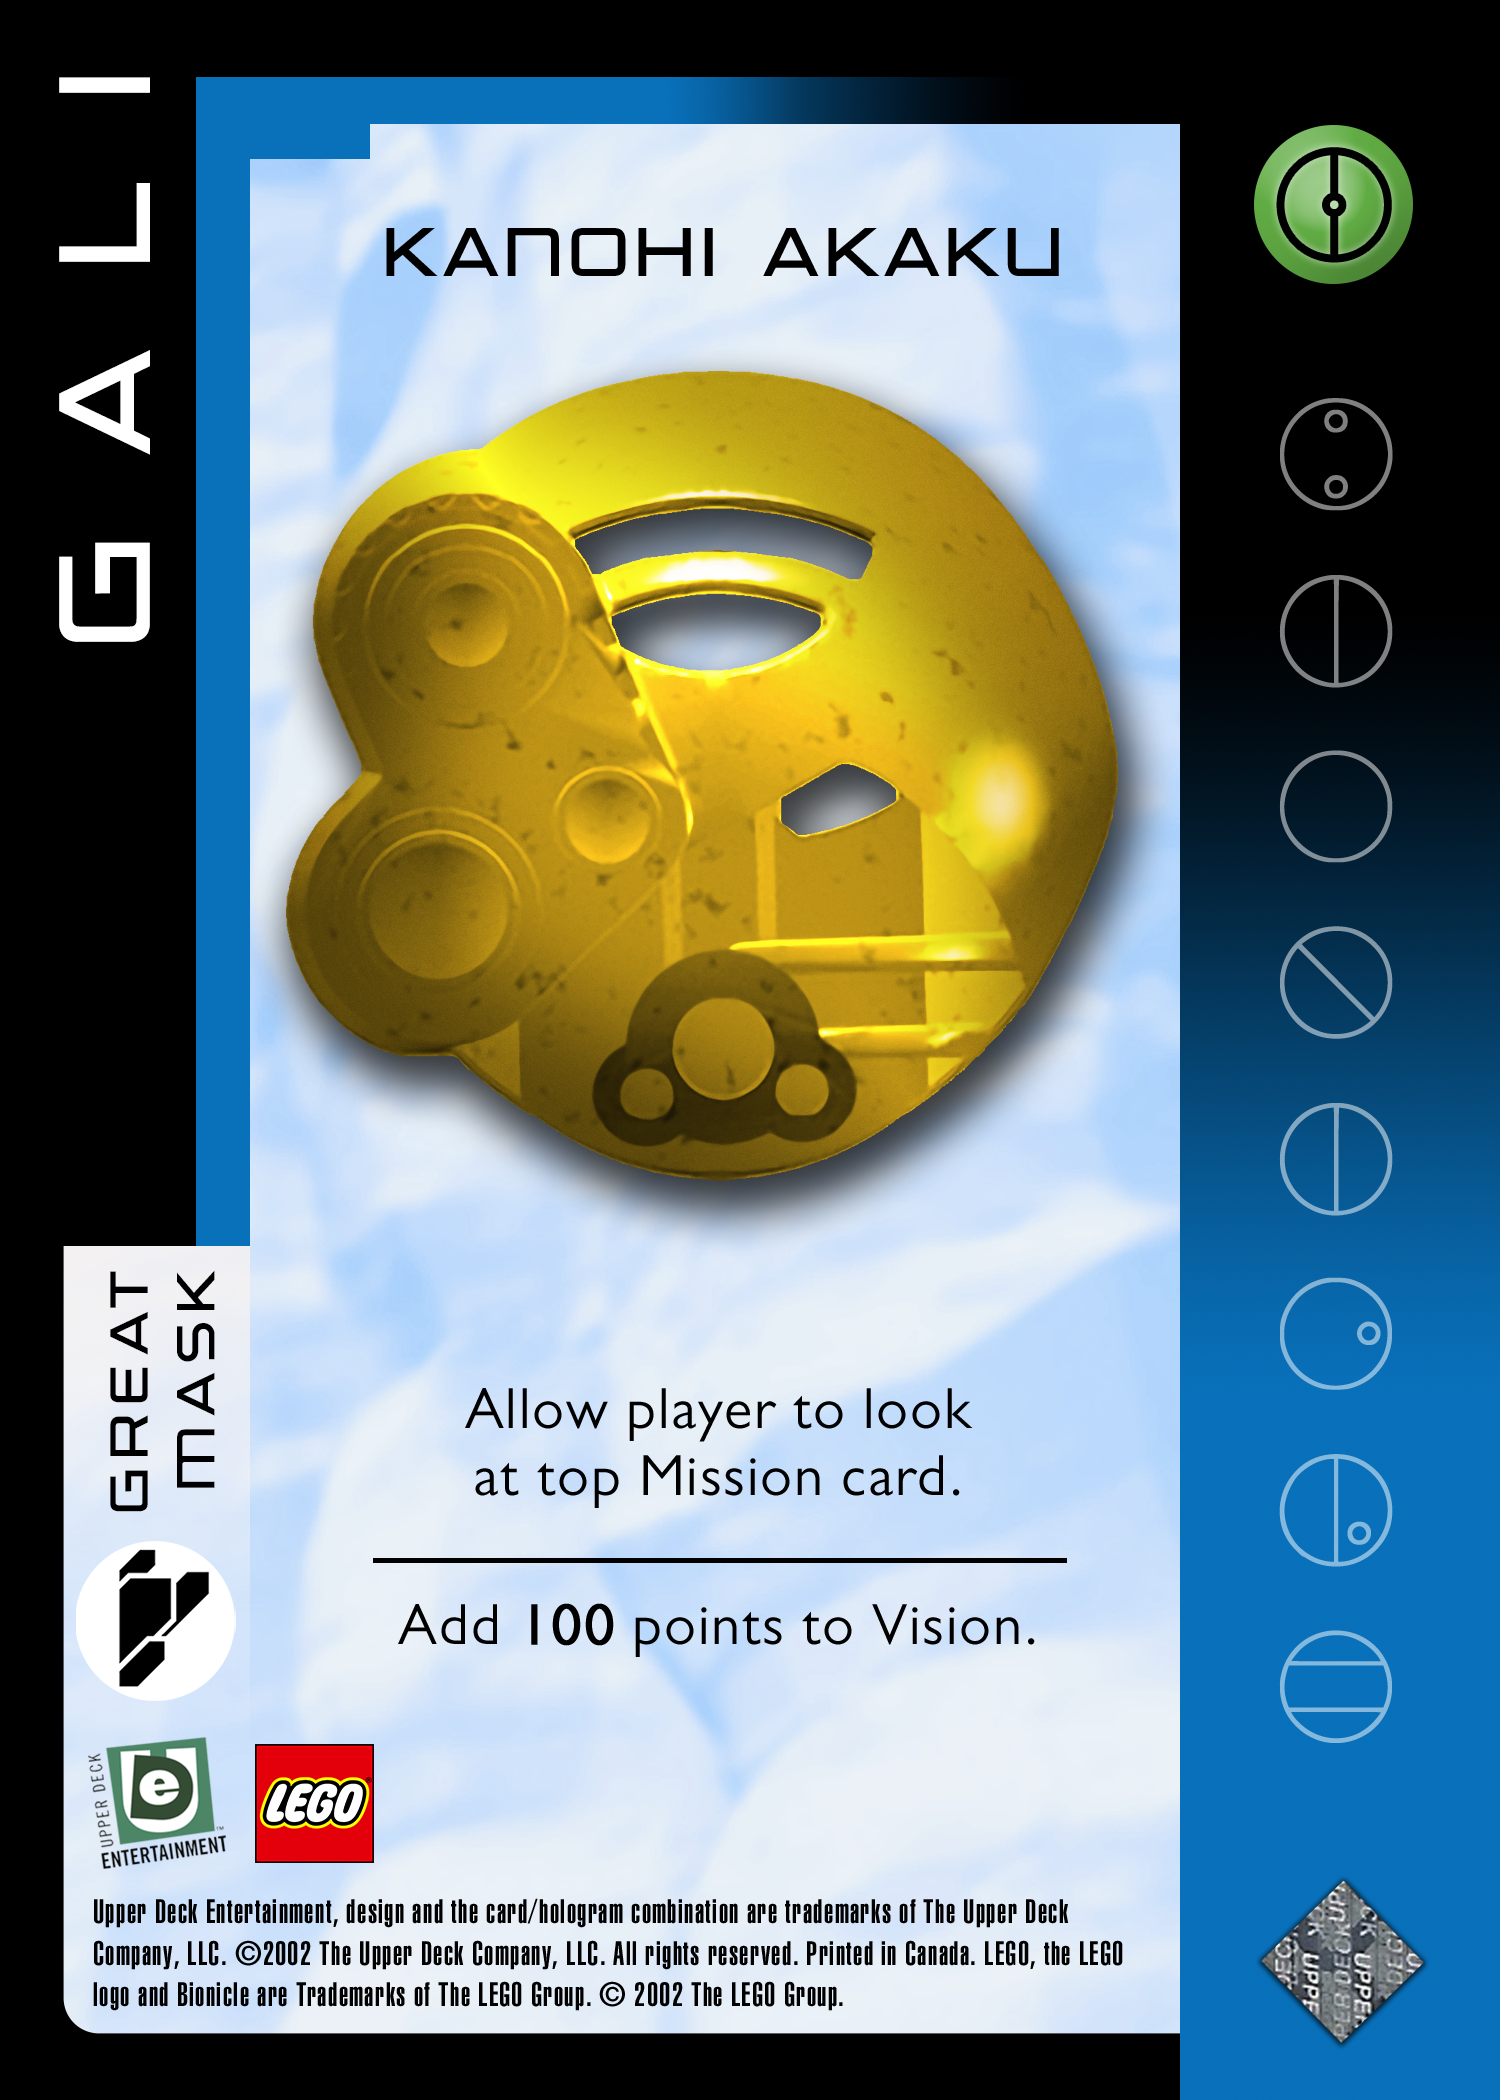 GALI
KANOHI AKAKU
Allow player to look
at top Mission card.
Add 100 points to Vision.
GREAT
MASK
UPPER DECK
e
ENTERTAINMENT™
LEGO
Upper Deck Entertainment, design and the card/hologram combination are trademarks of The Upper Deck
Company, LLC. ©2002 The Upper Deck Company, LLC. All rights reserved. Printed in Canada. LEGO, the LEGO
logo and Bionicle are Trademarks of The LEGO Group. © 2002 The LEGO Group.